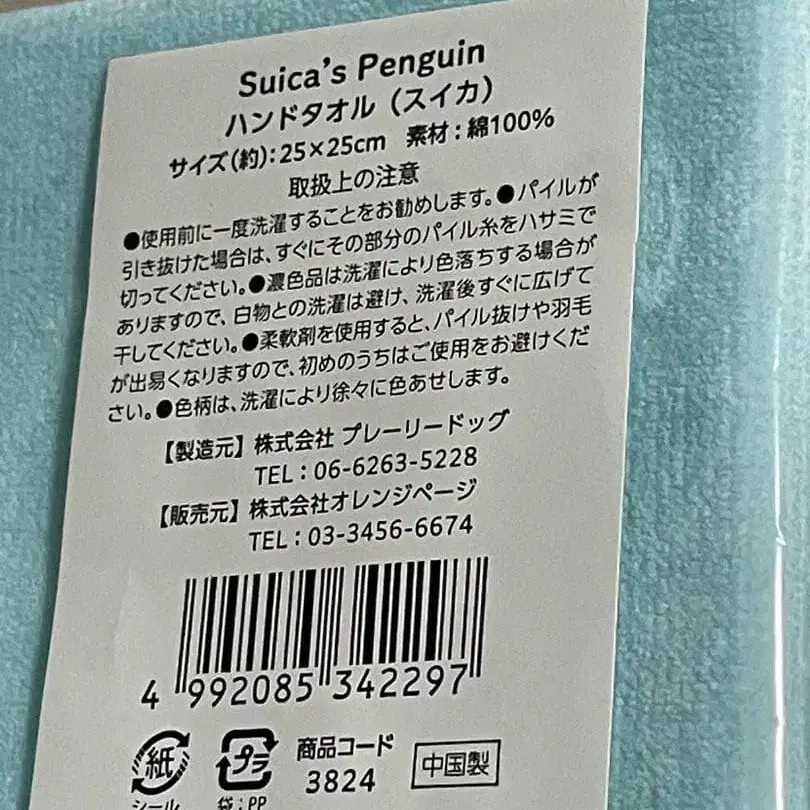 Suica's Penguin
ハンドタオル（スイカ）
サイズ(約):25×25cm 素材:綿100%
取扱上の注意
●使用前に一度洗濯することをお勧めします。●パイルが
引き抜けた場合は、すぐにその部分のパイル糸をハサミで
切ってください。●濃色品は洗濯により色落ちする場合が
ありますので、白物との洗濯は避け、洗濯後すぐに広げて
干してください。●柔軟剤を使用すると、パイル抜けや羽毛
が出易くなりますので、初めのうちはご使用をお避けくだ
さい。●色柄は、洗濯により徐々に色あせします。
【製造元】株式会社 プレーリードッグ
TEL:06-6263-5228
【販売元】株式会社オレンジページ
TEL:03-3456-6674
4 992085 342297
紙
シール
プラ
袋:PP
商品コード
3824
中国製